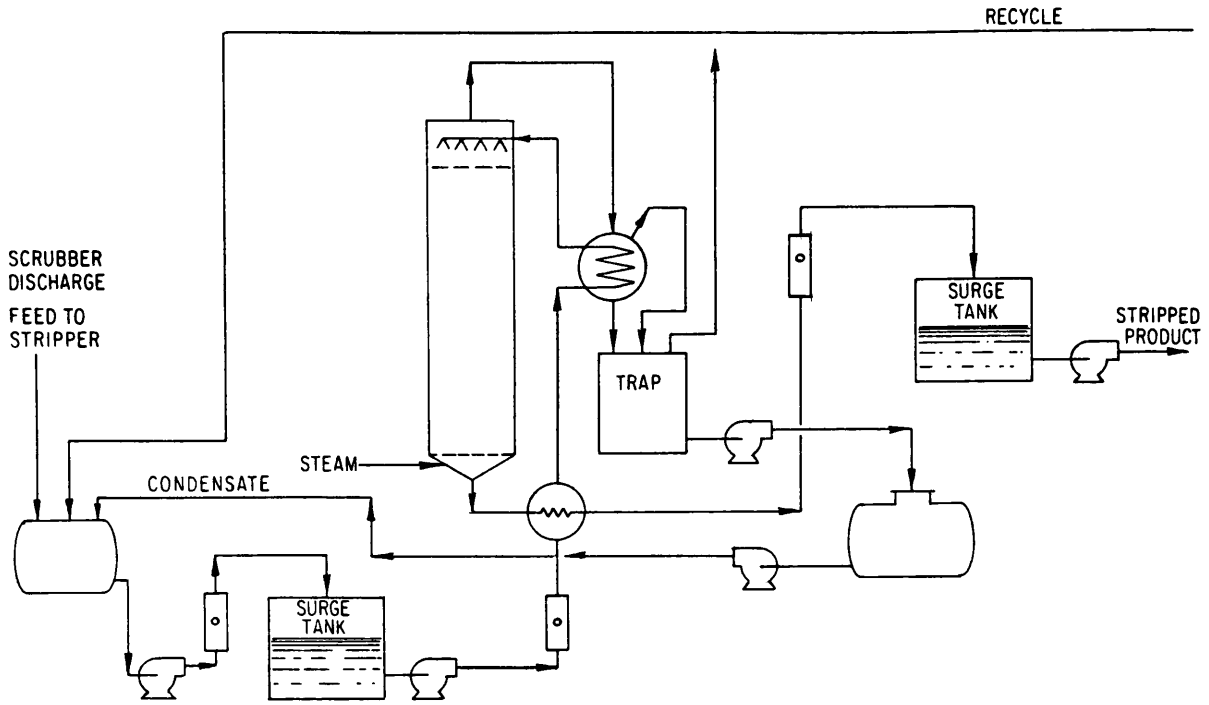 RECYCLE
SCRUBBER
DISCHARGE
FEED TO
STRIPPER
SURGE
TANK
STRIPPED
PRODUCT
TRAP
STEAM
CONDENSATE
SURGE
TANK